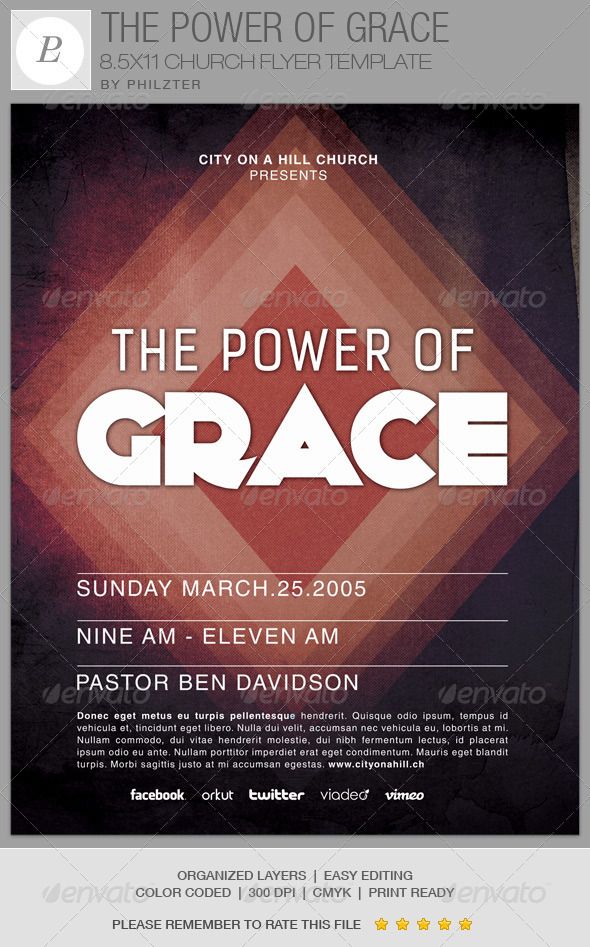 PL
THE POWER OF GRACE
8.5X11 CHURCH FLYER TEMPLATE
BY PHILZTER
envato
CITY ON A HILL CHURCH
PRESENTS
THE POWER OF
GRACE
SUNDAY MARCH.25.2005
NINE AM - ELEVEN AM
PASTOR BEN DAVIDSON
Donec eget metus eu turpis pellentesque hendrerit. Quisque odio ipsum, tempus id
vehicula et, tincidunt eget libero. Nulla dui velit, accumsan nec vehicula eu, lobortis at mi.
Nullam commodo, dui vitae hendrerit molestie, dui nibh fermentum lectus, id placerat
ipsum odio eu ante. Nullam porttitor imperdiet erat eget condimentum. Mauris eget blandit
turpis. Morbi sagittis justo at mi accumsan egestas. www.cityonahill.ch
facebook orkut twitter viadeo vimeo
ORGANIZED LAYERS | EASY EDITING
COLOR CODED | 300 DPI | CMYK | PRINT READY
PLEASE REMEMBER TO RATE THIS FILE